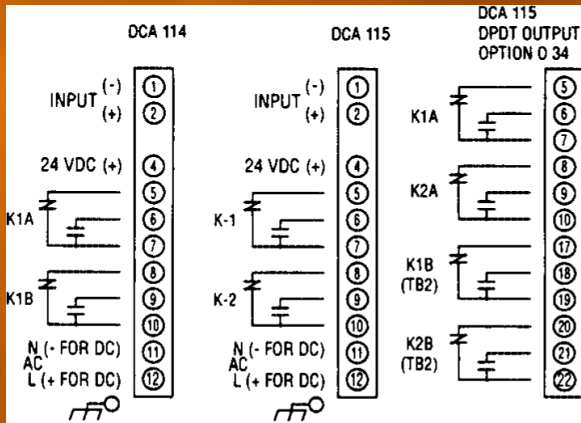 DCA 114
INPUT (-) 1
(+) 2
24 VDC (+) 4
5
K1A 6
7
8
K1B 9
10
N (- FOR DC) 11
AC
L (+ FOR DC) 12
DCA 115
INPUT (-) 1
(+) 2
24 VDC (+) 4
5
K-1 6
7
8
K-2 9
10
N (- FOR DC) 11
AC
L (+ FOR DC) 12
DCA 115
DPDT OUTPUT
OPTION O 34
5
K1A 6
7
8
K2A 9
10
17
K1B 18
(TB2) 19
20
K2B 21
(TB2) 22